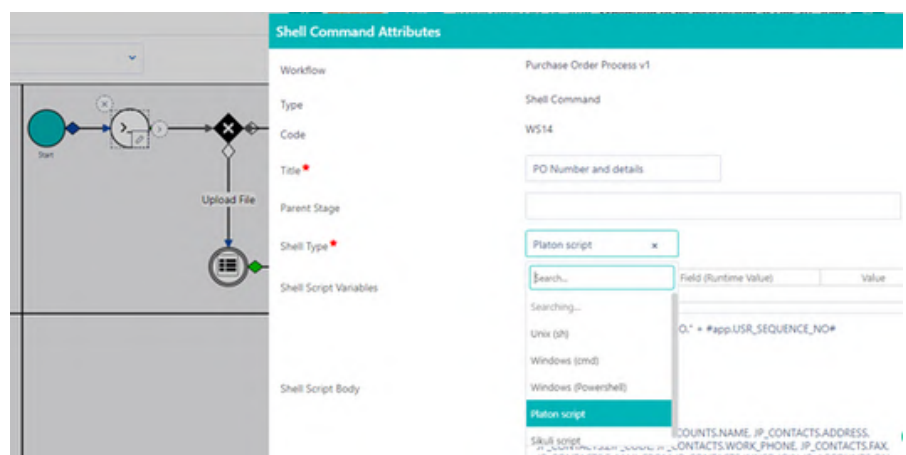 Shell Command Attributes
Workflow
Purchase Order Process v1
Type
Shell Command
Code
WS14
Title *
PO Number and details
Parent Stage
Shell Type *
Platon script ×
Shell Script Variables
Search...
Field (Runtime Value)
Value
Searching...
O." + #app.USR_SEQUENCE_NO#
Unix (sh)
Windows (cmd)
Windows (Powershell)
Shell Script Body
Platon script
Sikuli script
COUNTS.NAME, JP_CONTACTS.ADDRESS,
JP_CONTACTS.WORK_PHONE, JP_CONTACTS.FAX,
Start
Upload File